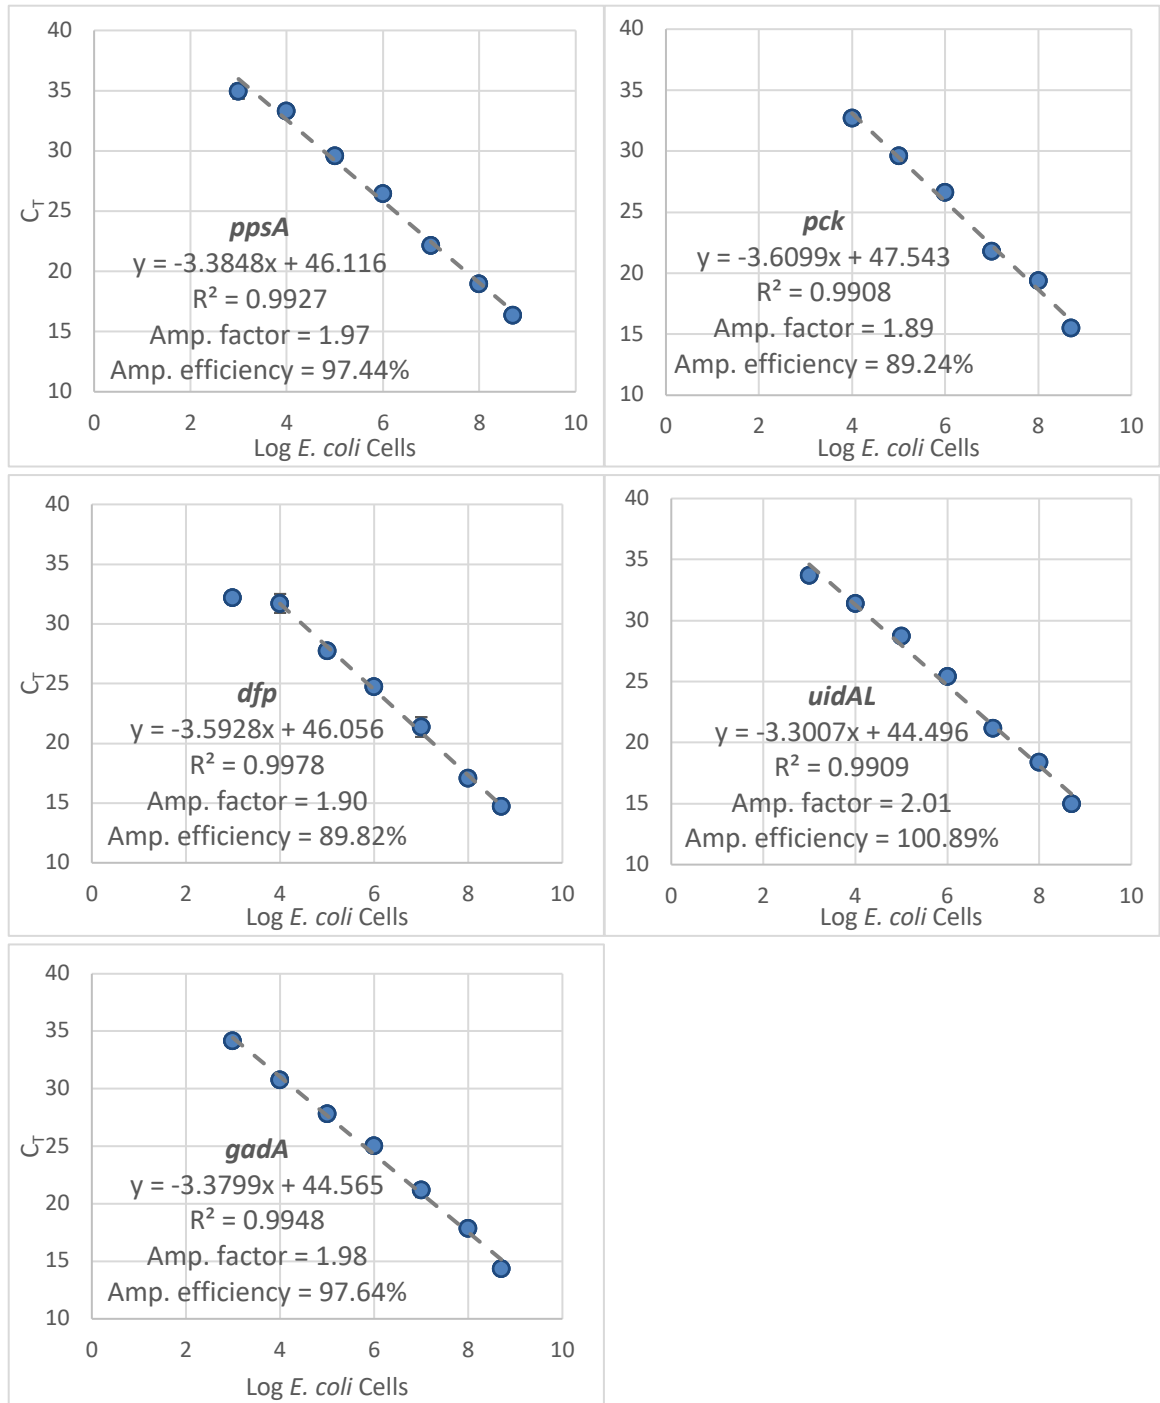 40
35
30
25
20
15
10
C_T
ppsA
y = -3.3848x + 46.116
R² = 0.9927
Amp. factor = 1.97
Amp. efficiency = 97.44%
0 2 4 6 8 10
Log E. coli Cells
40
35
30
25
20
15
10
pck
y = -3.6099x + 47.543
R² = 0.9908
Amp. factor = 1.89
Amp. efficiency = 89.24%
0 2 4 6 8 10
Log E. coli Cells
40
35
30
25
20
15
10
C_T
dfp
y = -3.5928x + 46.056
R² = 0.9978
Amp. factor = 1.90
Amp. efficiency = 89.82%
0 2 4 6 8 10
Log E. coli Cells
40
35
30
25
20
15
10
uidAL
y = -3.3007x + 44.496
R² = 0.9909
Amp. factor = 2.01
Amp. efficiency = 100.89%
0 2 4 6 8 10
Log E. coli Cells
40
35
30
25
20
15
10
C_T
gadA
y = -3.3799x + 44.565
R² = 0.9948
Amp. factor = 1.98
Amp. efficiency = 97.64%
0 2 4 6 8 10
Log E. coli Cells